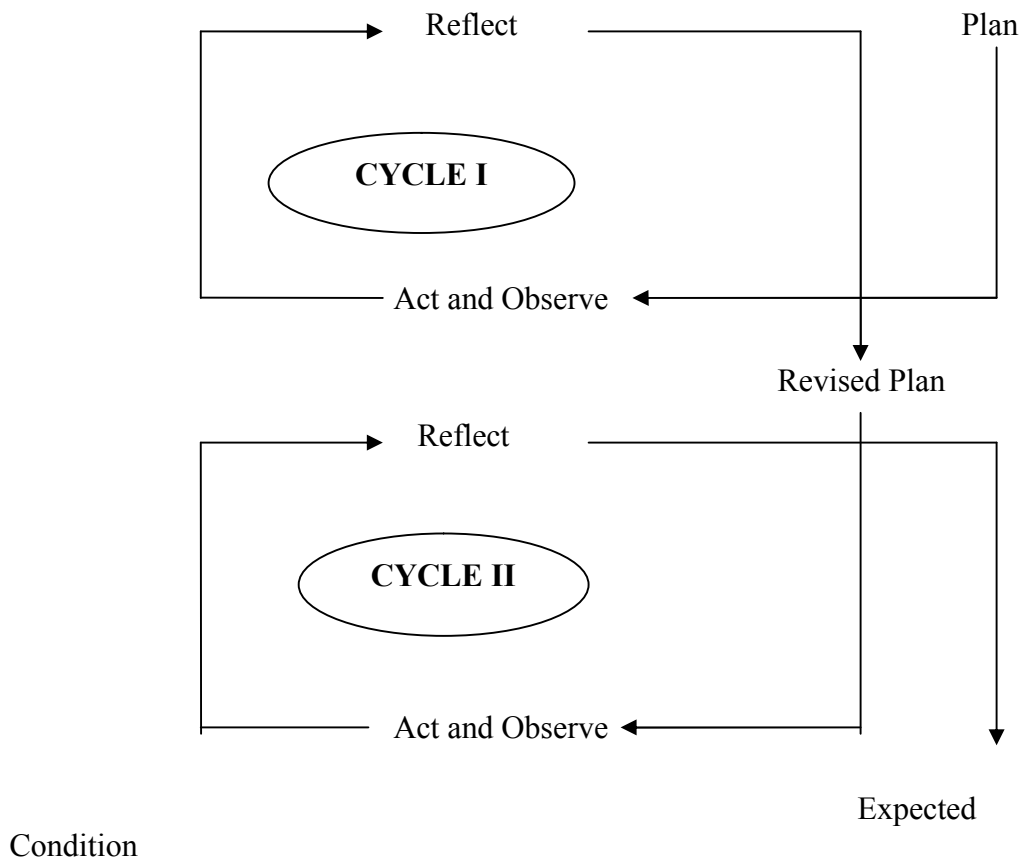 Reflect
Plan
CYCLE I
Act and Observe
Revised Plan
Reflect
CYCLE II
Act and Observe
Expected
Condition